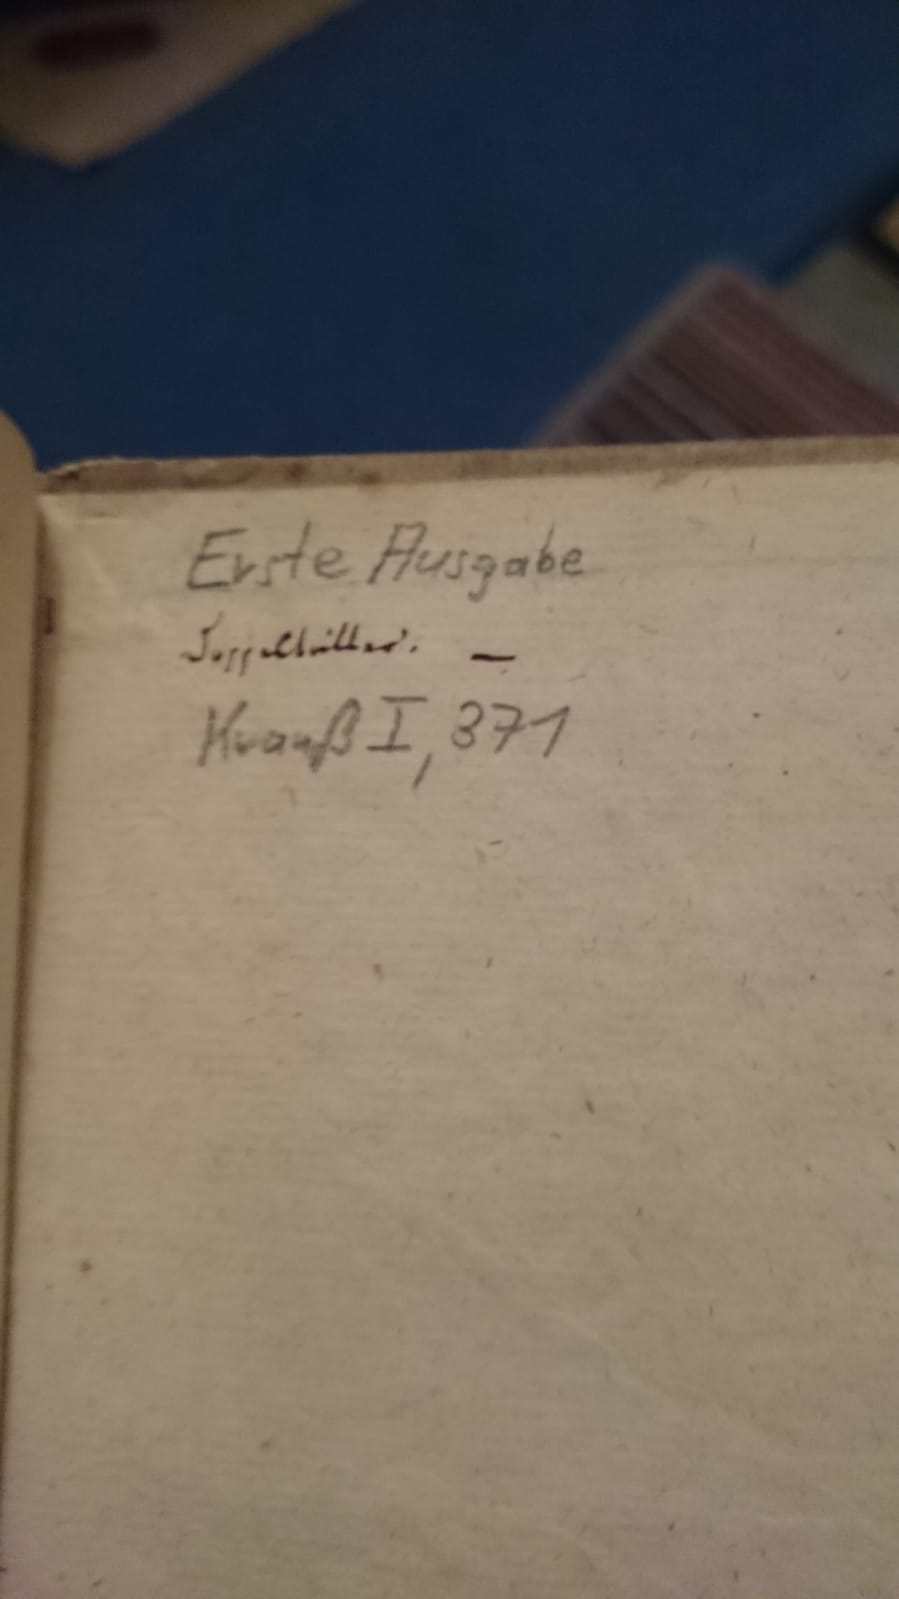 Erste Ausgabe
Krauß I, 371